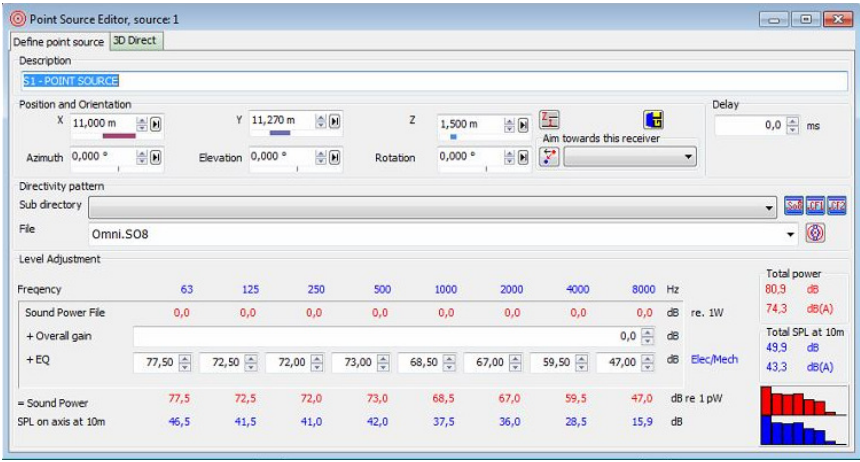 Point Source Editor, source: 1
Define point source 3D Direct
Description
S1 - POINT SOURCE
Position and Orientation Delay
X 11,000 m Y 11,270 m Z 1,500 m 0,0 ms
Aim towards this receiver
Azimuth 0,000 ° Elevation 0,000 ° Rotation 0,000 °
Directivity pattern
Sub directory So8 .CF1 .CF2
File Omni.SO8
Level Adjustment
Freqency 63 125 250 500 1000 2000 4000 8000 Hz
Sound Power File 0,0 0,0 0,0 0,0 0,0 0,0 0,0 0,0 dB re. 1W
+ Overall gain 0,0 dB
+ EQ 77,50 72,50 72,00 73,00 68,50 67,00 59,50 47,00 dB Elec/Mech
= Sound Power 77,5 72,5 72,0 73,0 68,5 67,0 59,5 47,0 dB re 1 pW
SPL on axis at 10m 46,5 41,5 41,0 42,0 37,5 36,0 28,5 15,9 dB
Total power
80,9 dB
74,3 dB(A)
Total SPL at 10m
49,9 dB
43,3 dB(A)